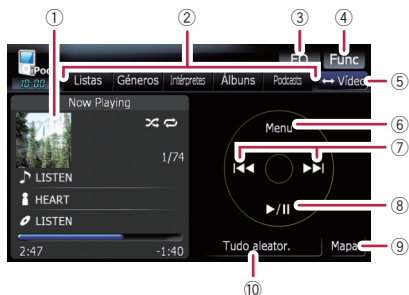 ① ② ③ ④
EQ Func
iPod
10:00 Listas Géneros Intérpretes Álbuns Podcasts ↔ Vídeo ⑤
Now Playing
Menu ⑥
⑦
1/74
LISTEN
HEART
⑧
LISTEN
2:47 -1:40
Tudo aleator. Mapa ⑨
⑩